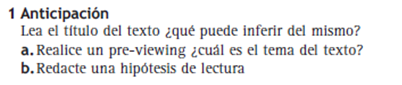 1 Anticipación
Lea el título del texto ¿qué puede inferir del mismo?
a. Realice un pre-viewing ¿cuál es el tema del texto?
b. Redacte una hipótesis de lectura